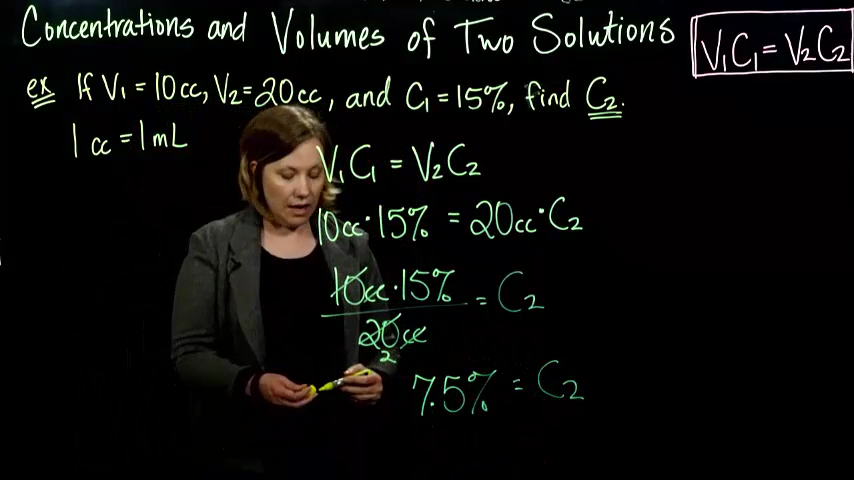 Concentrations and Volumes of Two Solutions
V₁C₁ = V₂C₂
ex If V₁ = 10cc, V₂ = 20cc, and C₁ = 15%, find C₂.
1 cc = 1 mL
V₁C₁ = V₂C₂
10cc · 15% = 20cc · C₂
10cc · 15% = C₂
20cc
2
7.5% = C₂